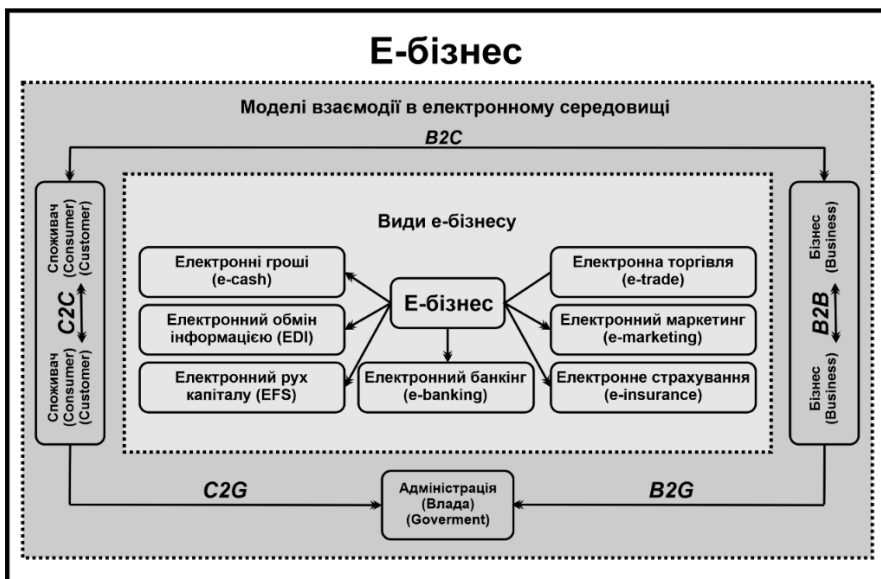 Е-бізнес
Моделі взаємодії в електронному середовищі
B2C
Споживач
(Consumer)
(Customer)
C2C
Споживач
(Consumer)
(Customer)
Види е-бізнесу
Електронні гроші
(e-cash)
Електронна торгівля
(e-trade)
Е-бізнес
Електронний обмін
інформацією (EDI)
Електронний маркетинг
(e-marketing)
Електронний рух
капіталу (EFS)
Електронний банкінг
(e-banking)
Електронне страхування
(e-insurance)
Бізнес
(Business)
B2B
Бізнес
(Business)
C2G
Адміністрація
(Влада)
(Goverment)
B2G